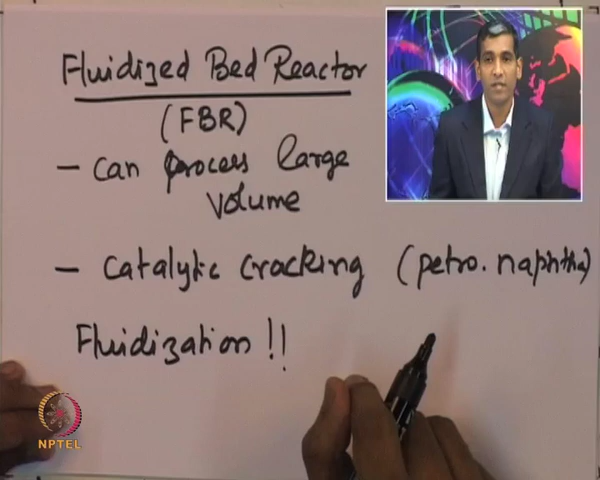 Fluidized Bed Reactor
(FBR)
- Can process large
volume
- Catalytic Cracking (petro. naphtha)
Fluidization!!
NPTEL